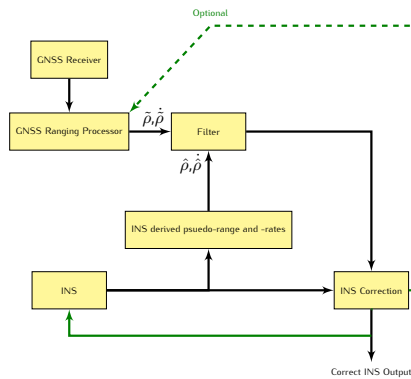 Optional
GNSS Receiver
GNSS Ranging Processor
ρ̃,ρ̃̇
Filter
ρ̂,ρ̂̇
INS derived psuedo-range and -rates
INS
INS Correction
Correct INS Output